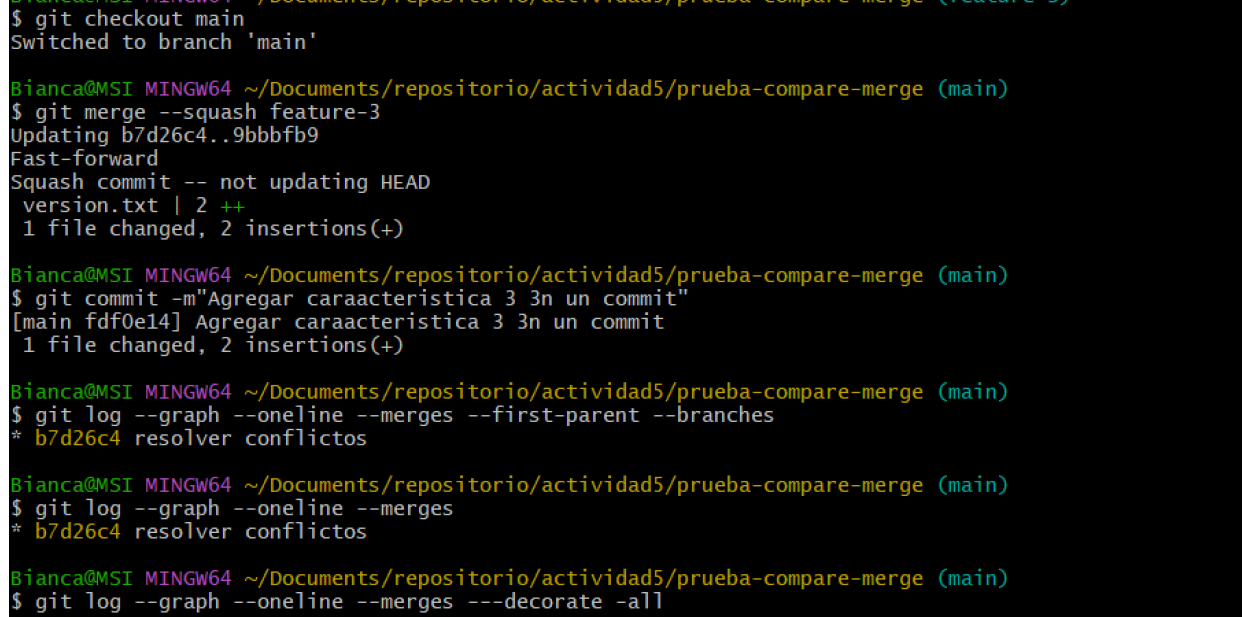 $ git checkout main
Switched to branch 'main'
Bianca@MSI MINGW64 ~/Documents/repositorio/actividad5/prueba-compare-merge (main)
$ git merge --squash feature-3
Updating b7d26c4..9bbbfb9
Fast-forward
Squash commit -- not updating HEAD
version.txt | 2 ++
1 file changed, 2 insertions(+)
Bianca@MSI MINGW64 ~/Documents/repositorio/actividad5/prueba-compare-merge (main)
$ git commit -m"Agregar caraacteristica 3 3n un commit"
[main fdf0e14] Agregar caraacteristica 3 3n un commit
1 file changed, 2 insertions(+)
Bianca@MSI MINGW64 ~/Documents/repositorio/actividad5/prueba-compare-merge (main)
$ git log --graph --oneline --merges --first-parent --branches
* b7d26c4 resolver conflictos
Bianca@MSI MINGW64 ~/Documents/repositorio/actividad5/prueba-compare-merge (main)
$ git log --graph --oneline --merges
* b7d26c4 resolver conflictos
Bianca@MSI MINGW64 ~/Documents/repositorio/actividad5/prueba-compare-merge (main)
$ git log --graph --oneline --merges ---decorate -all